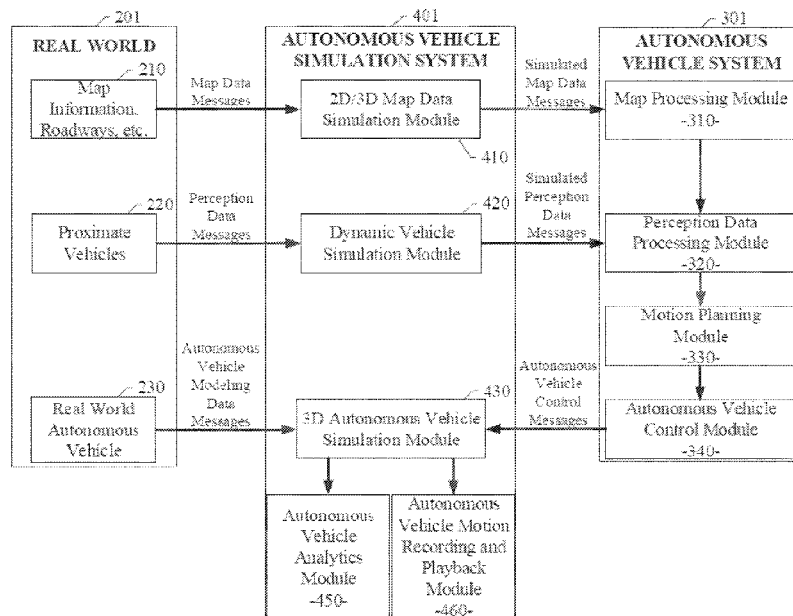 201
REAL WORLD
210
Map
Information.
Roadways, etc.
220
Proximate
Vehicles
230
Real World
Autonomous
Vehicle
Map Data
Messages
Perception
Data
Messages
Autonomous
Vehicle
Modeling
Data
Messages
401
AUTONOMOUS VEHICLE
SIMULATION SYSTEM
2D/3D Map Data
Simulation Module
410
420
Dynamic Vehicle
Simulation Module
430
3D Autonomous Vehicle
Simulation Module
Autonomous
Vehicle
Analytics
Module
-450-
Autonomous
Vehicle Motion
Recording and
Playback
Module
-460-
Simulated
Map Data
Messages
Simulated
Perception
Data
Messages
Autonomous
Vehicle
Control
Messages
301
AUTONOMOUS
VEHICLE SYSTEM
Map Processing Module
-310-
Perception Data
Processing Module
-320-
Motion Planning
Module
-330-
Autonomous Vehicle
Control Module
-340-